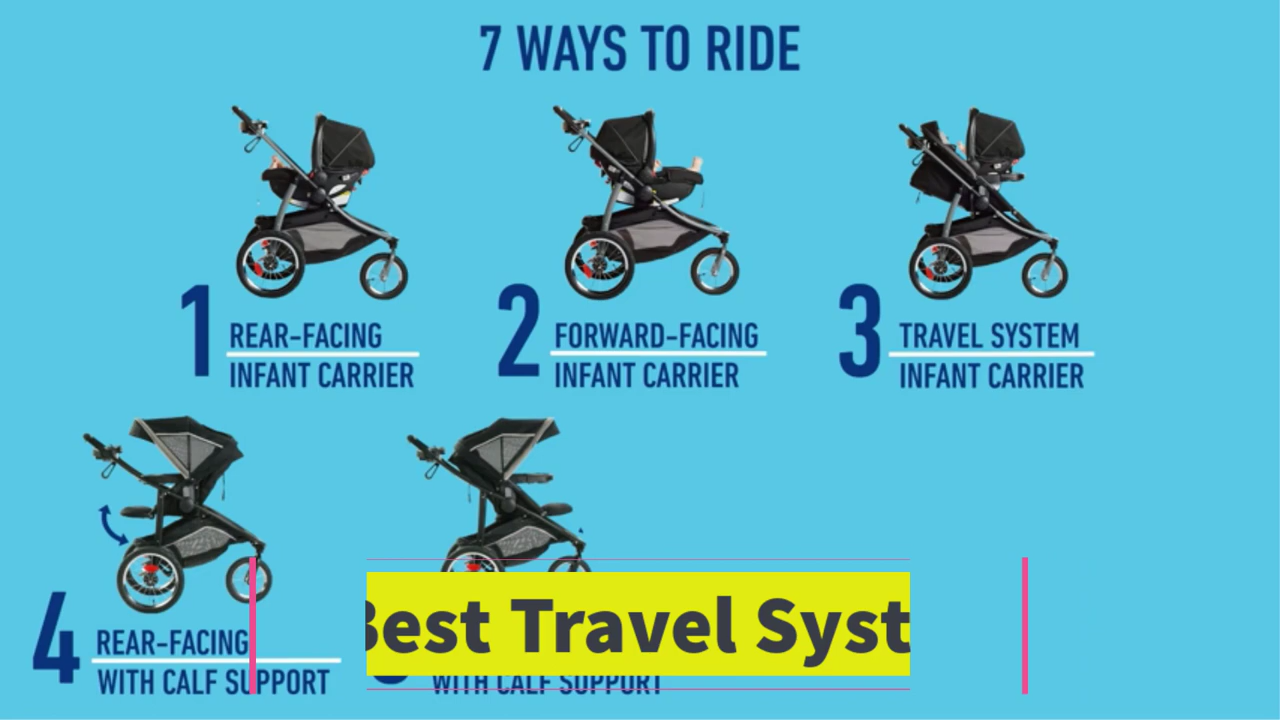 7 WAYS TO RIDE
1 REAR-FACING
INFANT CARRIER
2 FORWARD-FACING
INFANT CARRIER
3 TRAVEL SYSTEM
INFANT CARRIER
4 REAR-FACING
WITH CALF SUPPORT
WITH CALF SUPPORT
Best Travel Syst